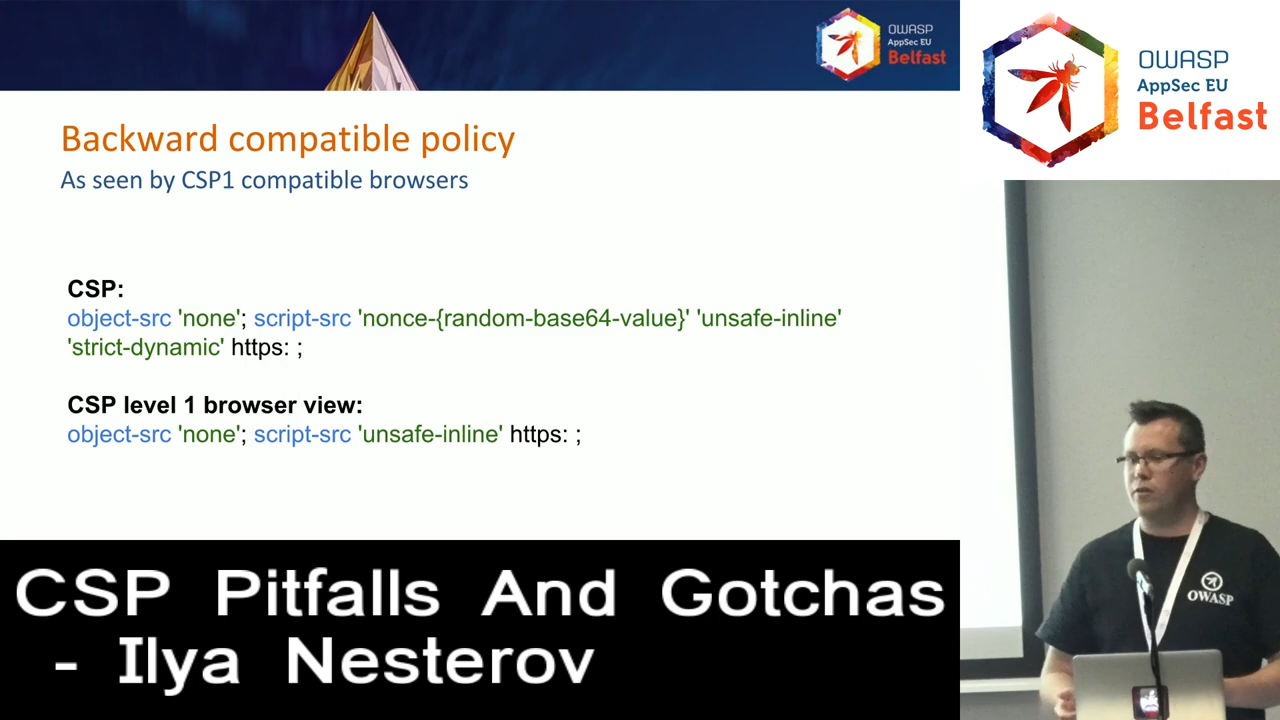 OWASP
AppSec EU
Belfast
OWASP
AppSec EU
Belfast
Backward compatible policy
As seen by CSP1 compatible browsers
CSP:
object-src 'none'; script-src 'nonce-{random-base64-value}' 'unsafe-inline'
'strict-dynamic' https: ;
CSP level 1 browser view:
object-src 'none'; script-src 'unsafe-inline' https: ;
OWASP
CSP Pitfalls And Gotchas
- Ilya Nesterov